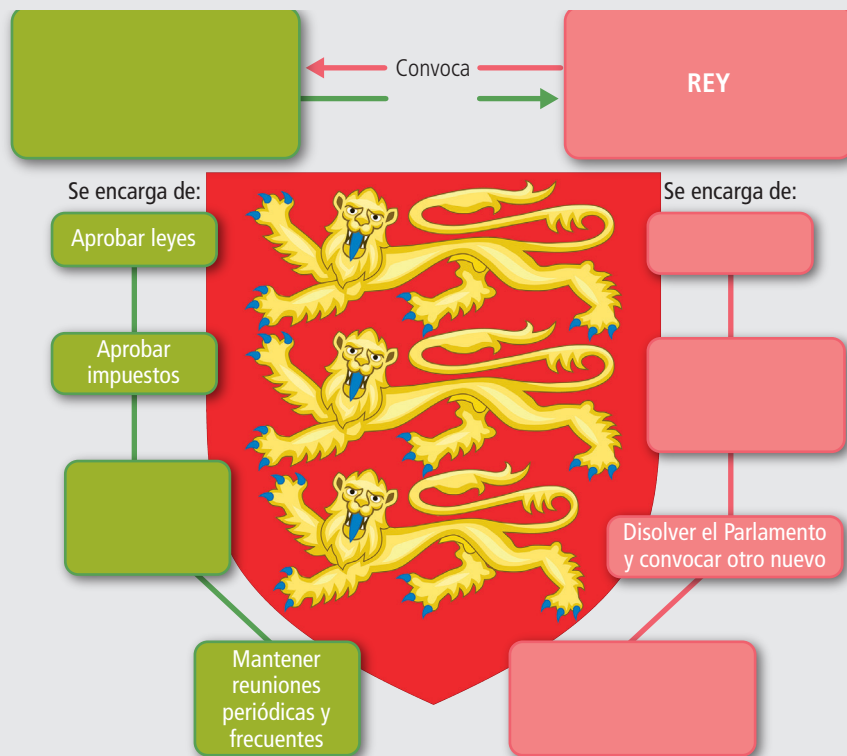 Convoca
REY
Se encarga de:
Aprobar leyes
Aprobar
impuestos
Mantener
reuniones
periódicas y
frecuentes
Se encarga de:
Disolver el Parlamento
y convocar otro nuevo